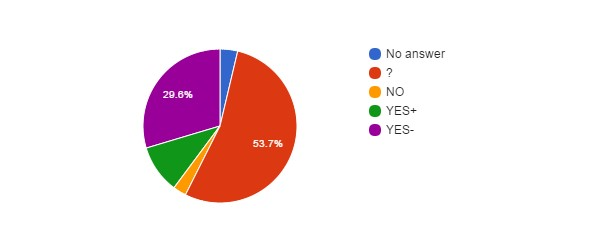 No answer
?
NO
YES+
YES-
29.6%
53.7%